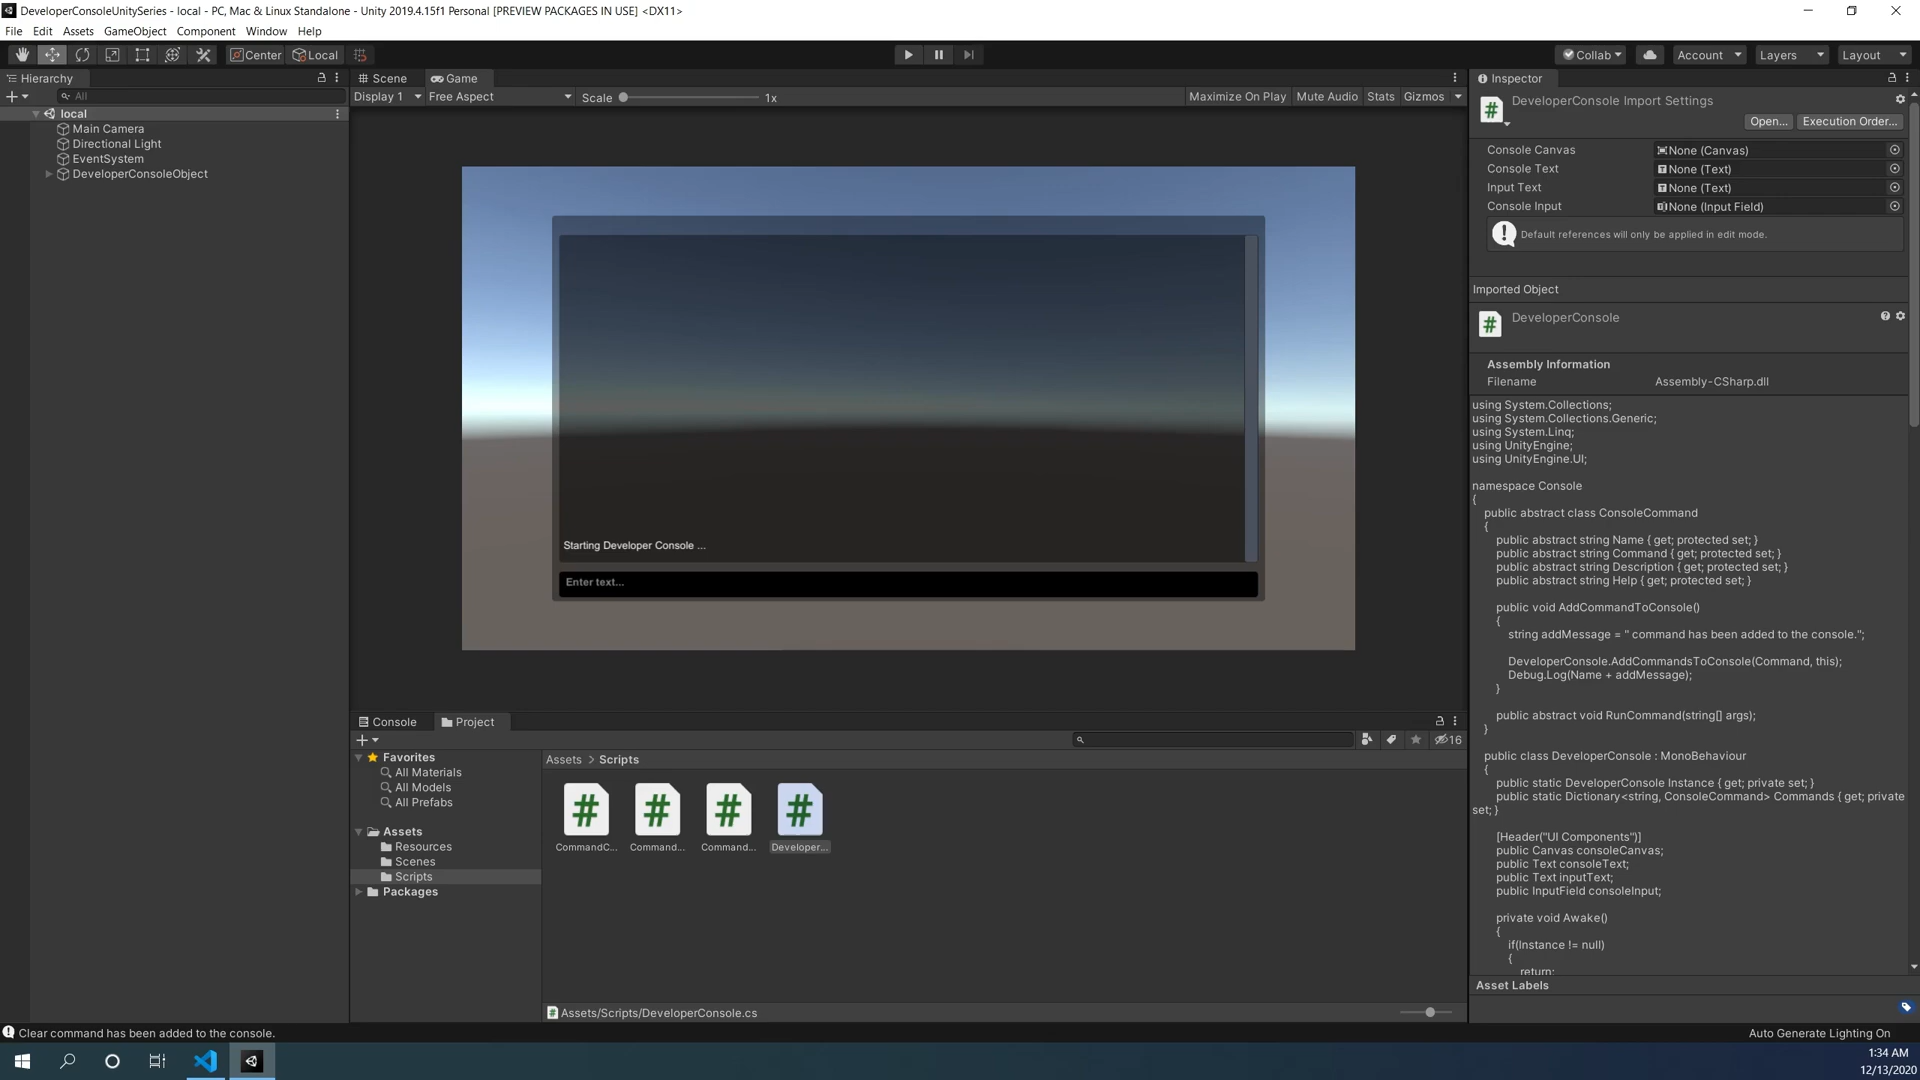 DeveloperConsoleUnitySeries - local - PC, Mac & Linux Standalone - Unity 2019.4.15f1 Personal [PREVIEW PACKAGES IN USE] <DX11>
File Edit Assets GameObject Component Window Help
Center Local Collab Account Layers Layout
Hierarchy Scene Game Inspector
All Display 1 Free Aspect Scale 1x Maximize On Play Mute Audio Stats Gizmos
local
Main Camera
Directional Light
EventSystem
DeveloperConsoleObject
Starting Developer Console ...
Enter text...
DeveloperConsole Import Settings
Open... Execution Order...
Console Canvas None (Canvas)
Console Text None (Text)
Input Text None (Text)
Console Input None (Input Field)
Default references will only be applied in edit mode.
Imported Object
DeveloperConsole
Assembly Information
Filename Assembly-CSharp.dll
using System.Collections;
using System.Collections.Generic;
using System.Linq;
using UnityEngine;
using UnityEngine.UI;
namespace Console
{
public abstract class ConsoleCommand
{
public abstract string Name { get; protected set; }
public abstract string Command { get; protected set; }
public abstract string Description { get; protected set; }
public abstract string Help { get; protected set; }
public void AddCommandToConsole()
{
string addMessage = " command has been added to the console.";
DeveloperConsole.AddCommandsToConsole(Command, this);
Debug.Log(Name + addMessage);
}
public abstract void RunCommand(string[] args);
}
public class DeveloperConsole : MonoBehaviour
{
public static DeveloperConsole Instance { get; private set; }
public static Dictionary<string, ConsoleCommand> Commands { get; private
set; }
[Header("UI Components")]
public Canvas consoleCanvas;
public Text consoleText;
public Text inputText;
public InputField consoleInput;
private void Awake()
{
if(Instance != null)
{
return;
Asset Labels
Console Project
16
Favorites
All Materials
All Models
All Prefabs
Assets
Resources
Scenes
Scripts
Packages
Assets > Scripts
CommandC... Command... Command... Developer...
Assets/Scripts/DeveloperConsole.cs
Clear command has been added to the console.
Auto Generate Lighting On
1:34 AM
12/13/2020